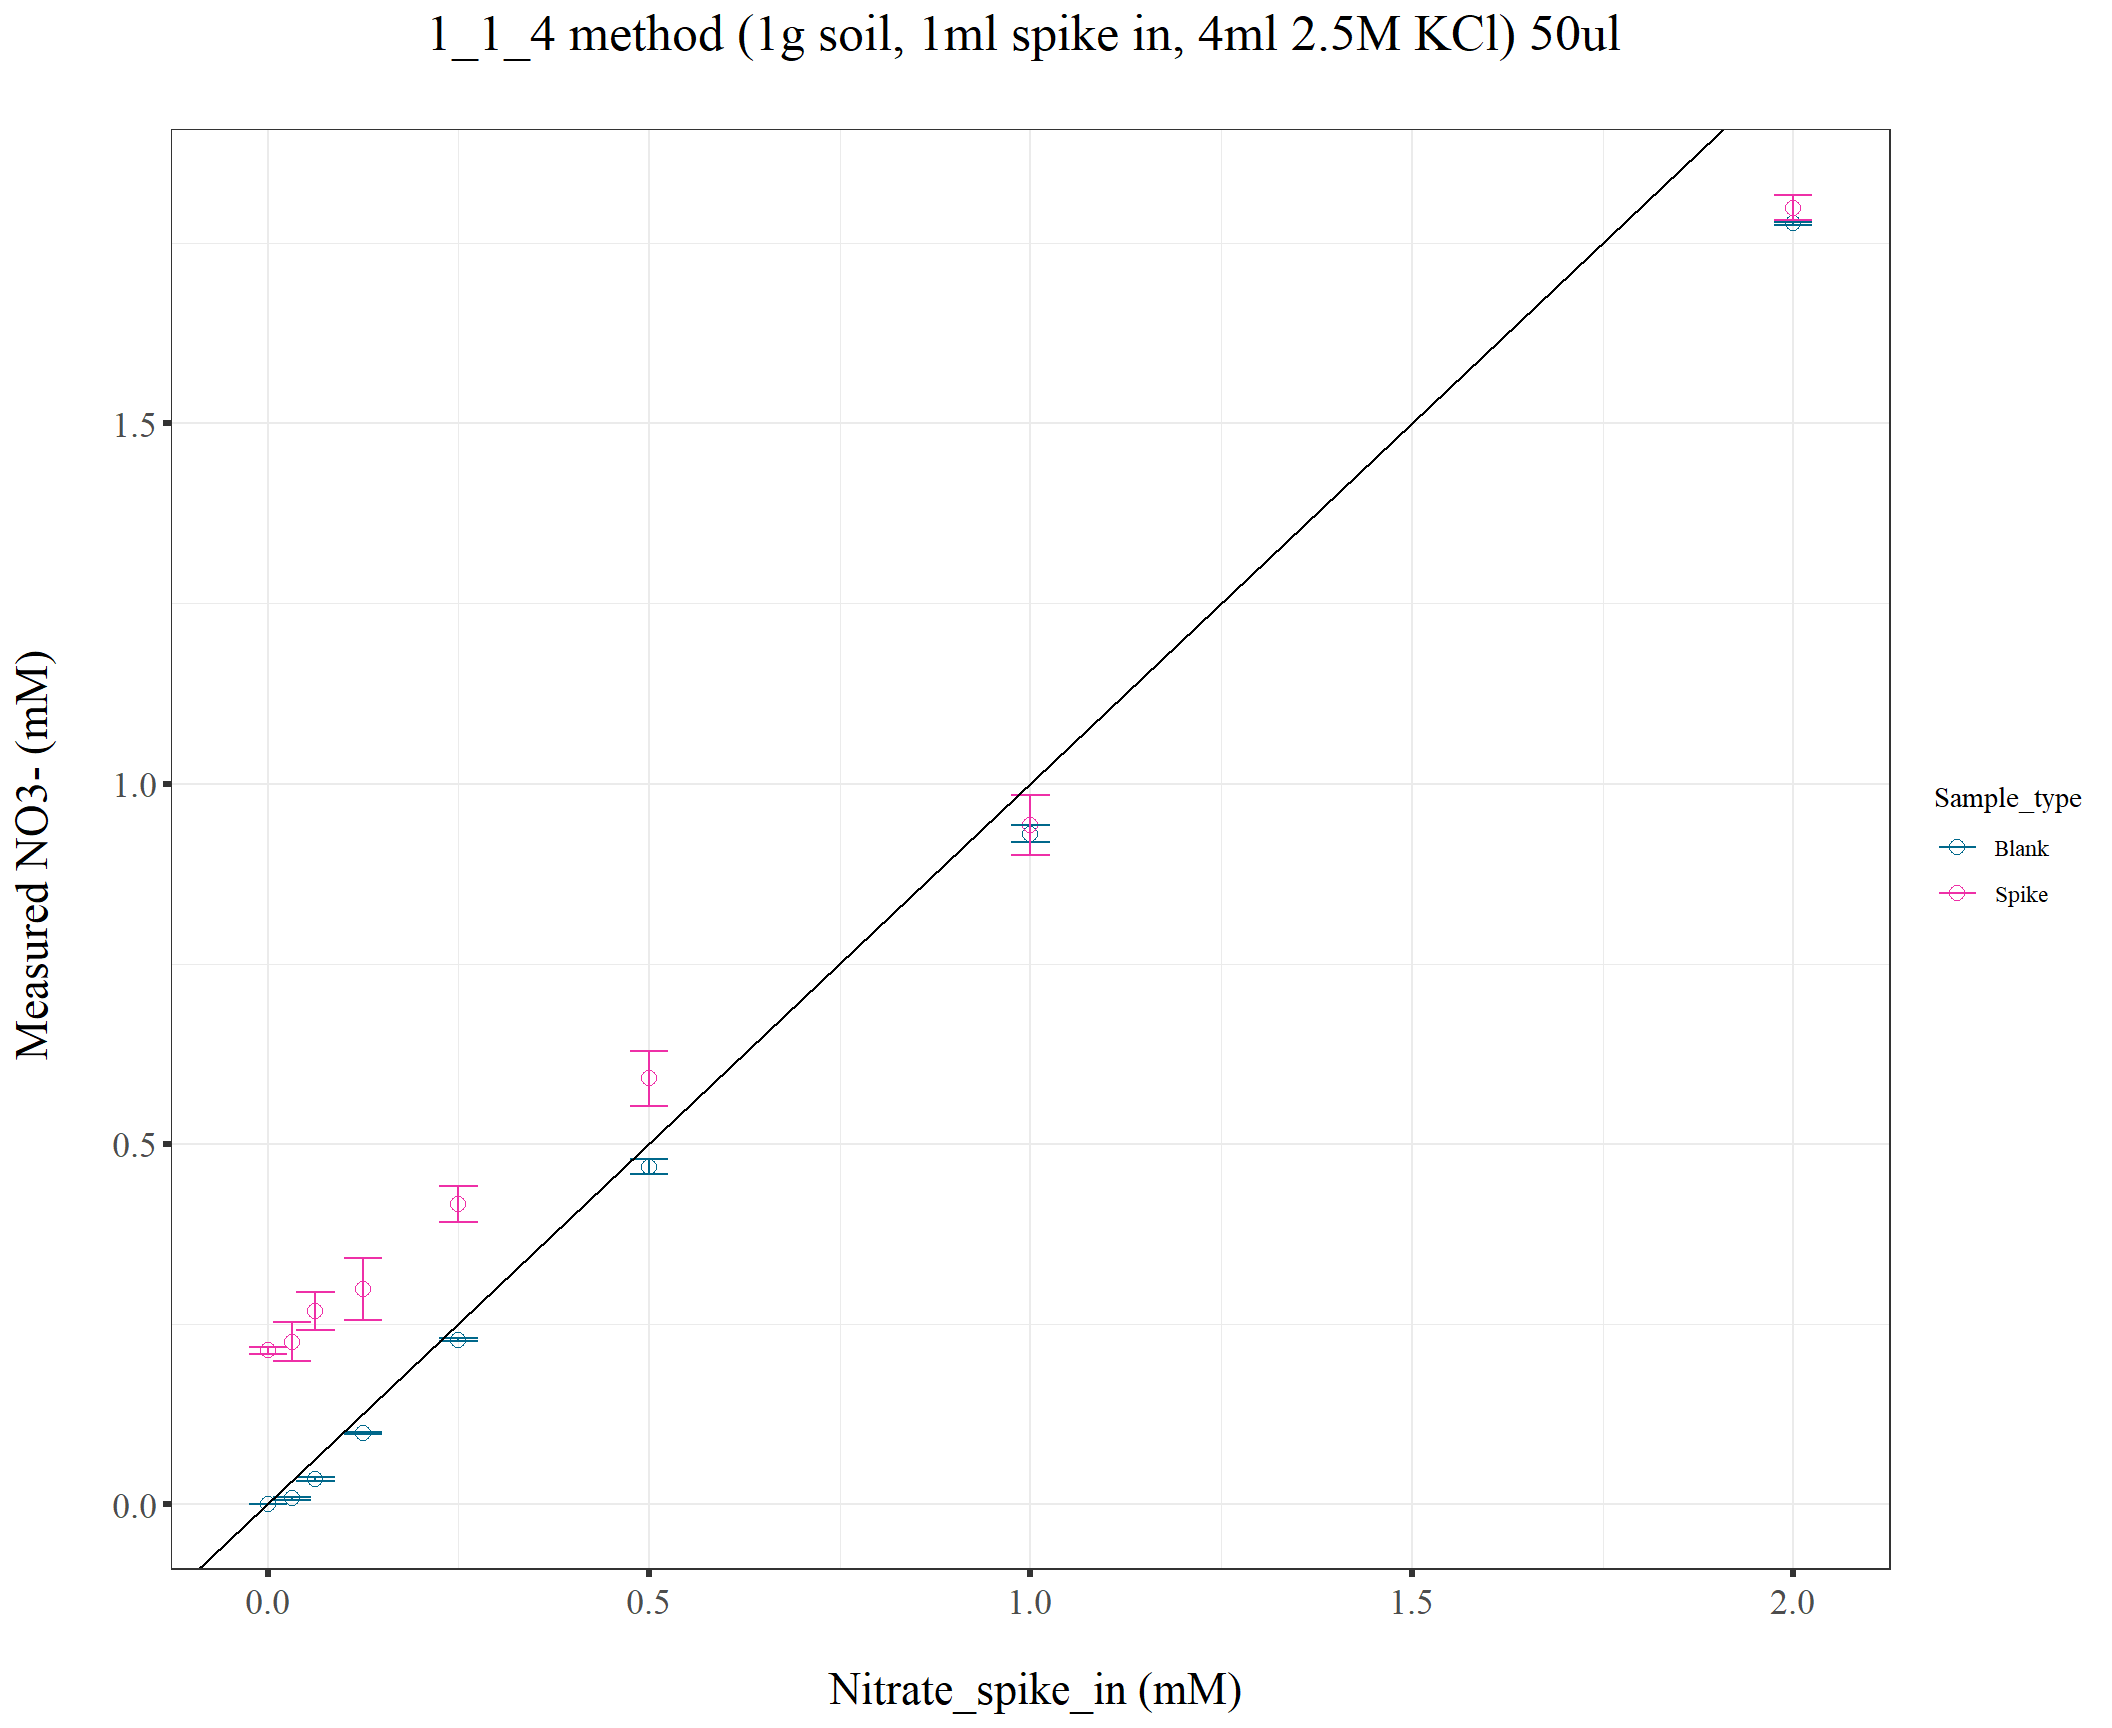 1_1_4 method (1g soil, 1ml spike in, 4ml 2.5M KCl) 50ul
Measured NO3- (mM)
1.5
1.0
0.5
0.0
0.0 0.5 1.0 1.5 2.0
Nitrate_spike_in (mM)
Sample_type
Blank
Spike